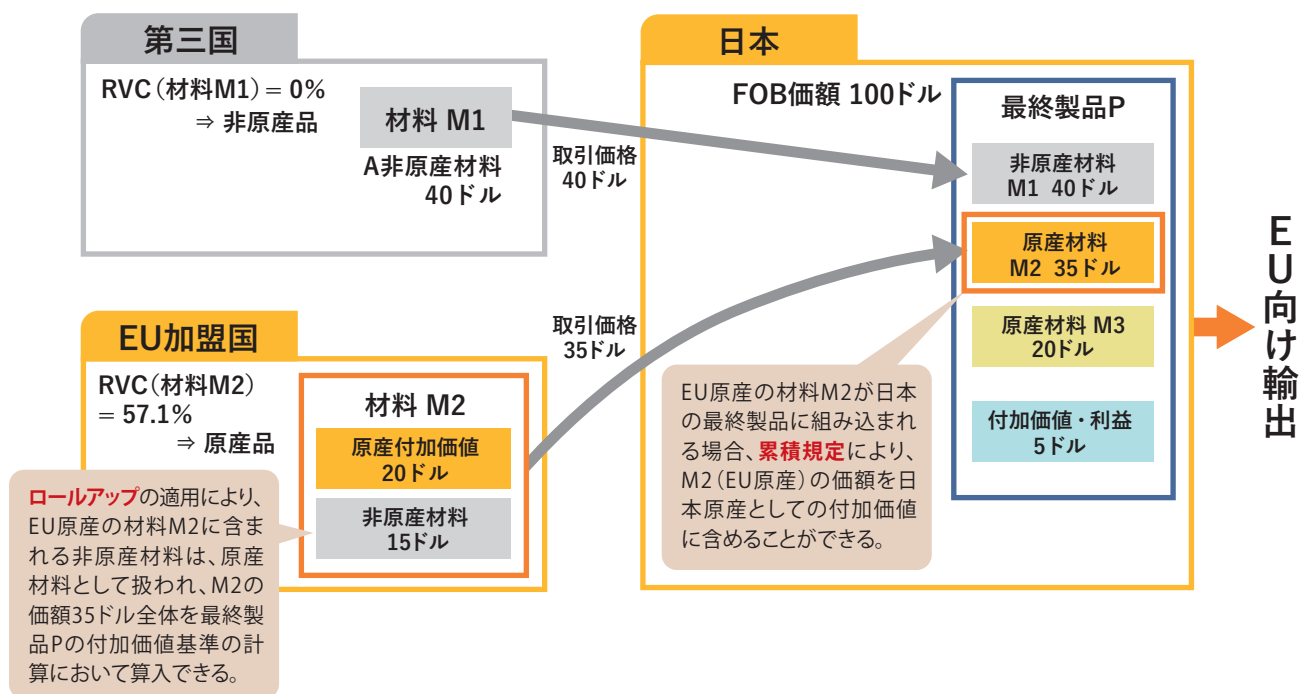 第三国
RVC（材料M1）= 0%
⇒ 非原産品
材料 M1
A非原産材料
40ドル
取引価格
40ドル
EU加盟国
RVC（材料M2）
= 57.1%
⇒ 原産品
材料 M2
原産付加価値
20ドル
非原産材料
15ドル
ロールアップの適用により、
EU原産の材料M2に含ま
れる非原産材料は、原産
材料として扱われ、M2の
価額35ドル全体を最終製
品Pの付加価値基準の計
算において算入できる。
取引価格
35ドル
日本
FOB価額 100ドル
最終製品P
非原産材料
M1 40ドル
原産材料
M2 35ドル
原産材料 M3
20ドル
付加価値・利益
5ドル
EU原産の材料M2が日本
の最終製品に組み込まれ
る場合、累積規定により、
M2（EU原産）の価額を日
本原産としての付加価値
に含めることができる。
EU向け輸出